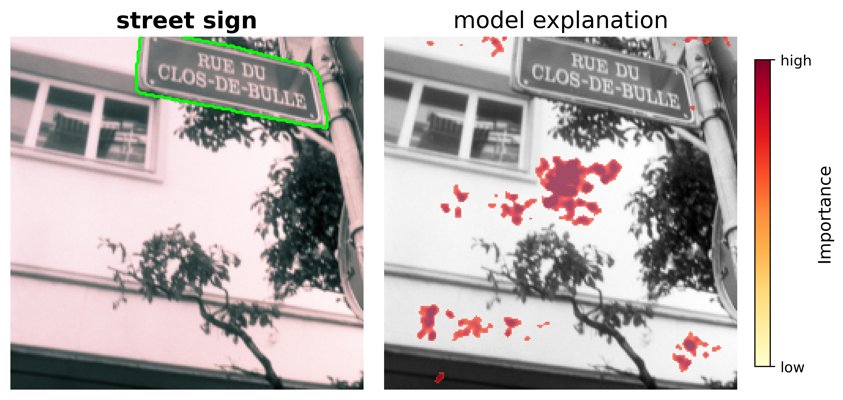 street sign
RUE DU
CLOS-DE-BULLE
model explanation
RUE DU
CLOS-DE-BULLE
high
Importance
low